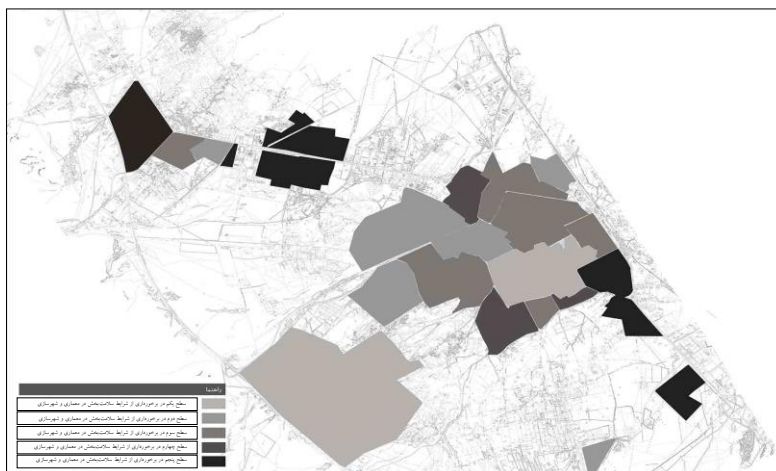 راهنما
سطح یکم در برخورداری از شرایط سلامت‌بخش در معماری و شهرسازی
سطح دوم در برخورداری از شرایط سلامت‌بخش در معماری و شهرسازی
سطح سوم در برخورداری از شرایط سلامت‌بخش در معماری و شهرسازی
سطح چهارم در برخورداری از شرایط سلامت‌بخش در معماری و شهرسازی
سطح پنجم در برخورداری از شرایط سلامت‌بخش در معماری و شهرسازی